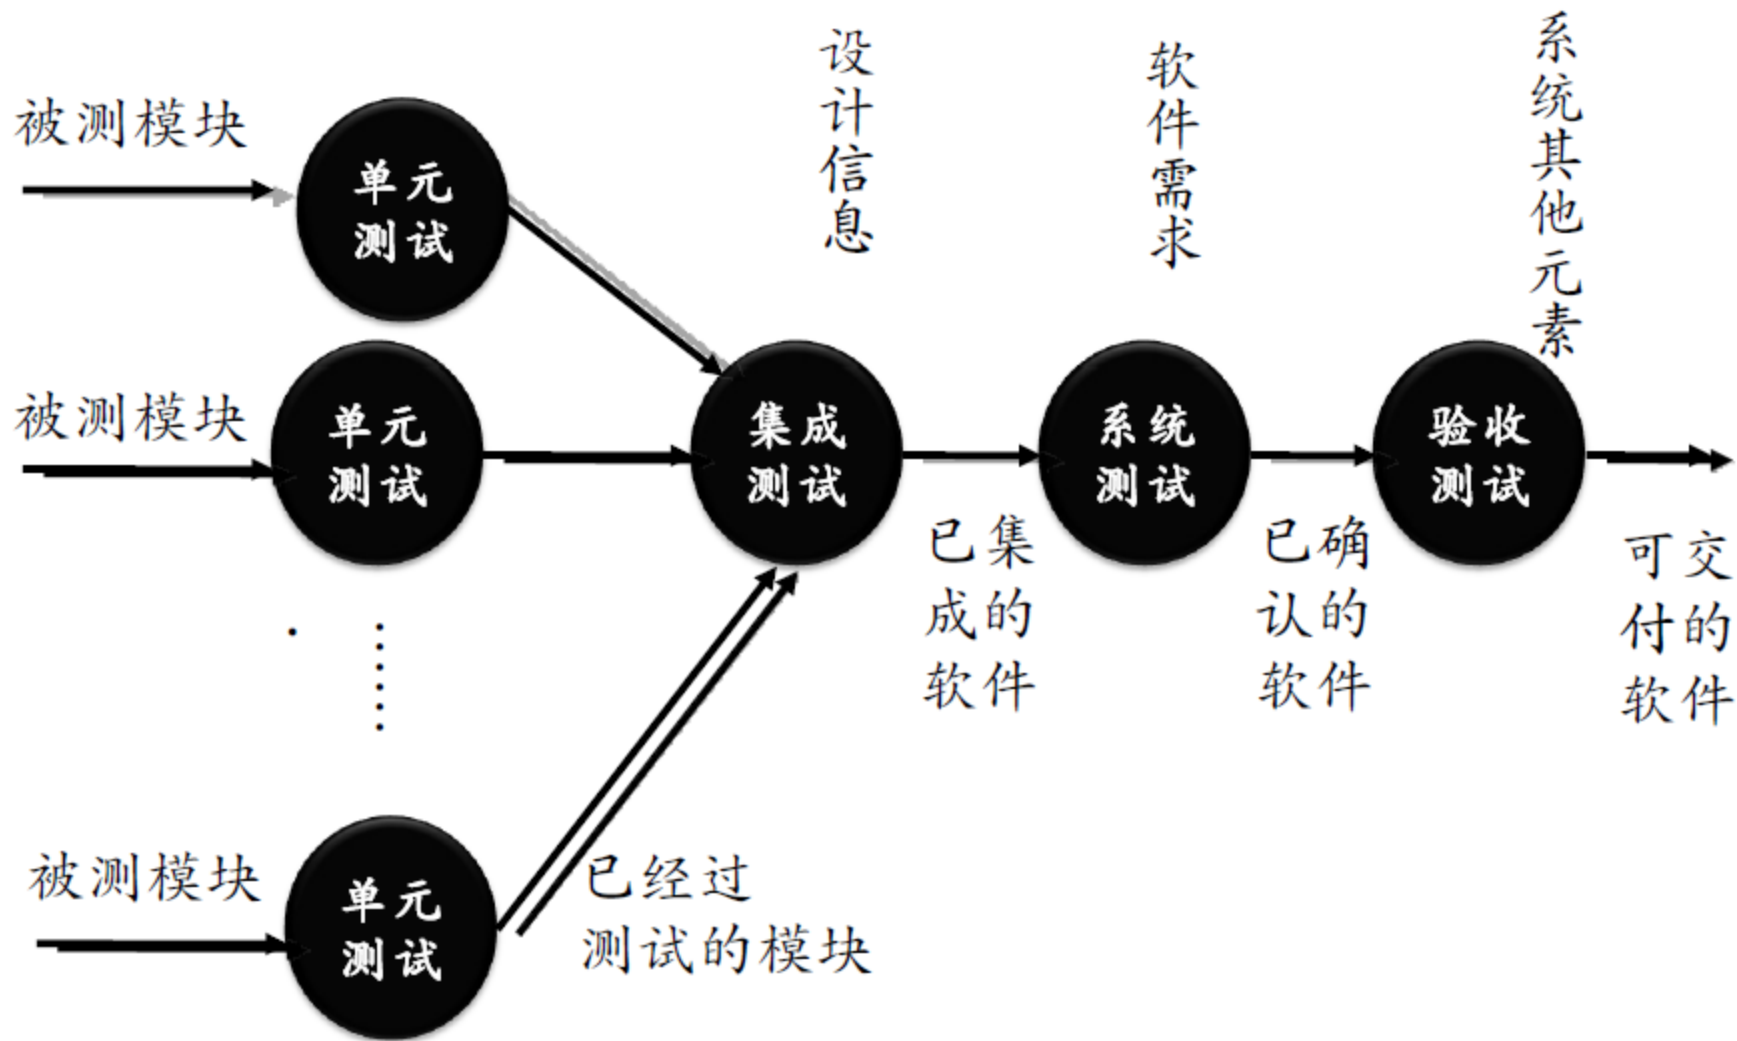 被测模块
单元
测试
被测模块
单元
测试
被测模块
单元
测试
已经过
测试的模块
设计信息
集成
测试
已集
成的
软件
软件需求
系统
测试
已确
认的
软件
系统其他元素
验收
测试
可交
付的
软件